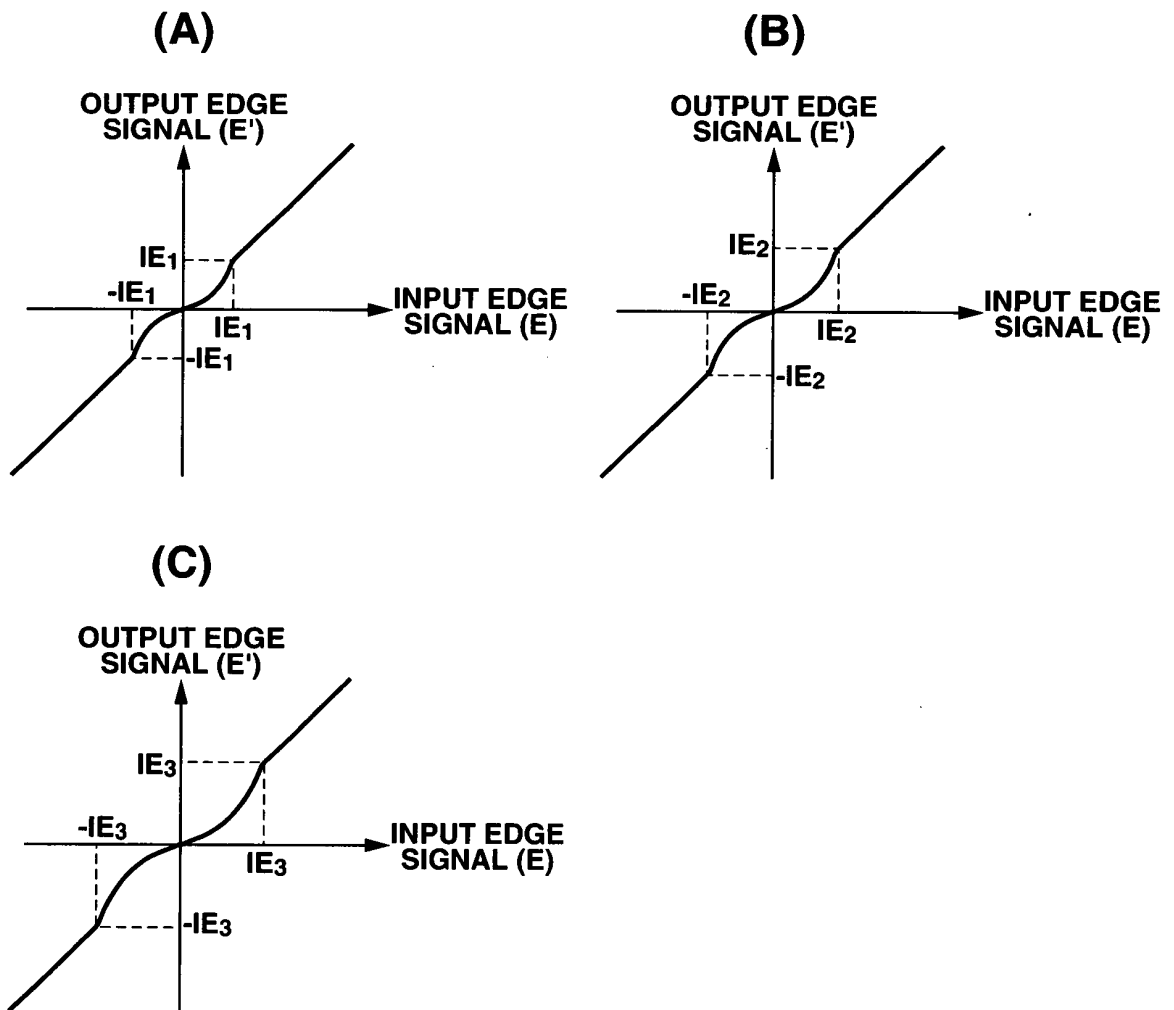 (A)
OUTPUT EDGE
SIGNAL (E')
IE1
-IE1
INPUT EDGE
SIGNAL (E)
IE1
-IE1
(B)
OUTPUT EDGE
SIGNAL (E')
IE2
-IE2
INPUT EDGE
SIGNAL (E)
IE2
-IE2
(C)
OUTPUT EDGE
SIGNAL (E')
IE3
-IE3
INPUT EDGE
SIGNAL (E)
IE3
-IE3